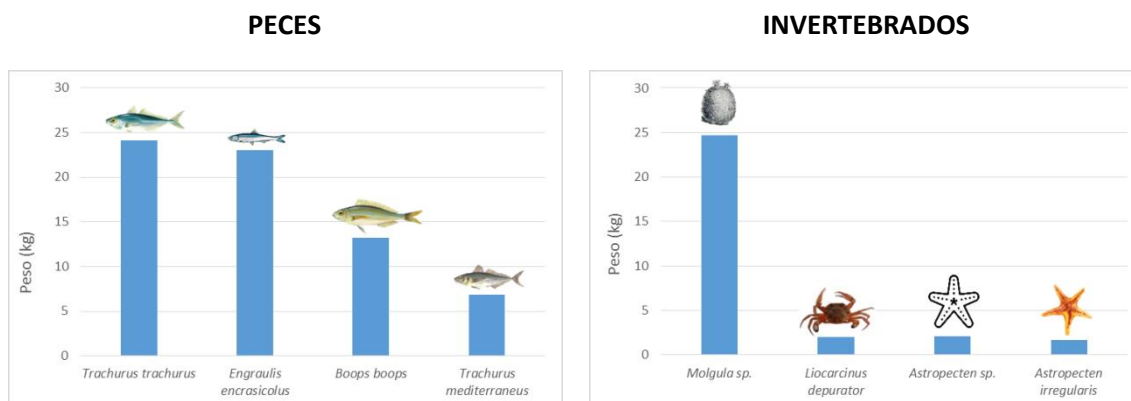 PECES
30
25
20
15
10
5
0
Peso (kg)
Trachurus trachurus
Engraulis
encrasicolus
Boops boops
Trachurus
mediterraneus
INVERTEBRADOS
30
25
20
15
10
5
0
Peso (kg)
Molgula sp.
Liocarcinus
depurator
Astropecten sp.
Astropecten
irregularis